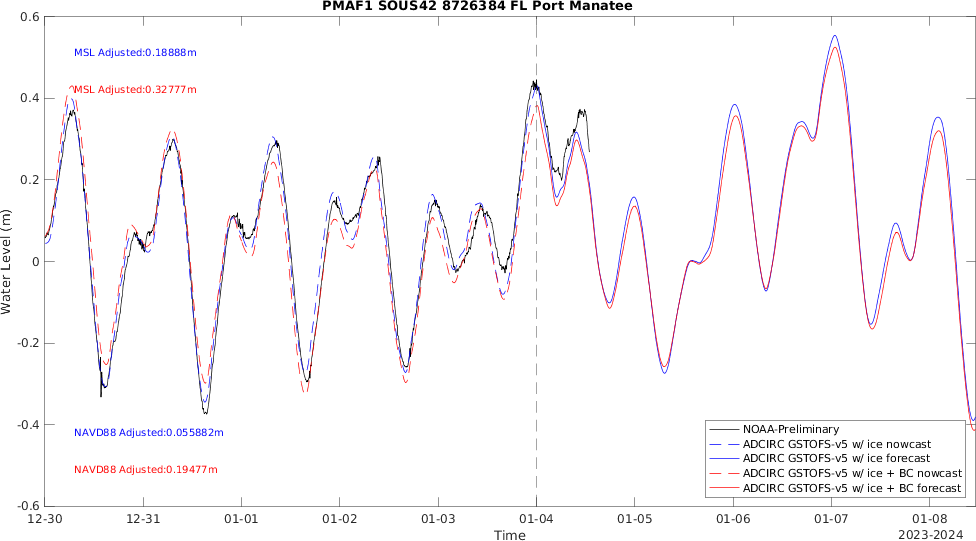 PMAF1 SOUS42 8726384 FL Port Manatee
0.6
MSL Adjusted:0.18888m
MSL Adjusted:0.32777m
0.4
0.2
Water Level (m)
0
-0.2
-0.4
NAVD88 Adjusted:0.055882m
NAVD88 Adjusted:0.19477m
-0.6
NOAA-Preliminary
ADCIRC GSTOFS-v5 w/ ice nowcast
ADCIRC GSTOFS-v5 w/ ice forecast
ADCIRC GSTOFS-v5 w/ ice + BC nowcast
ADCIRC GSTOFS-v5 w/ ice + BC forecast
12-30 12-31 01-01 01-02 01-03 01-04 01-05 01-06 01-07 01-08
Time
2023-2024